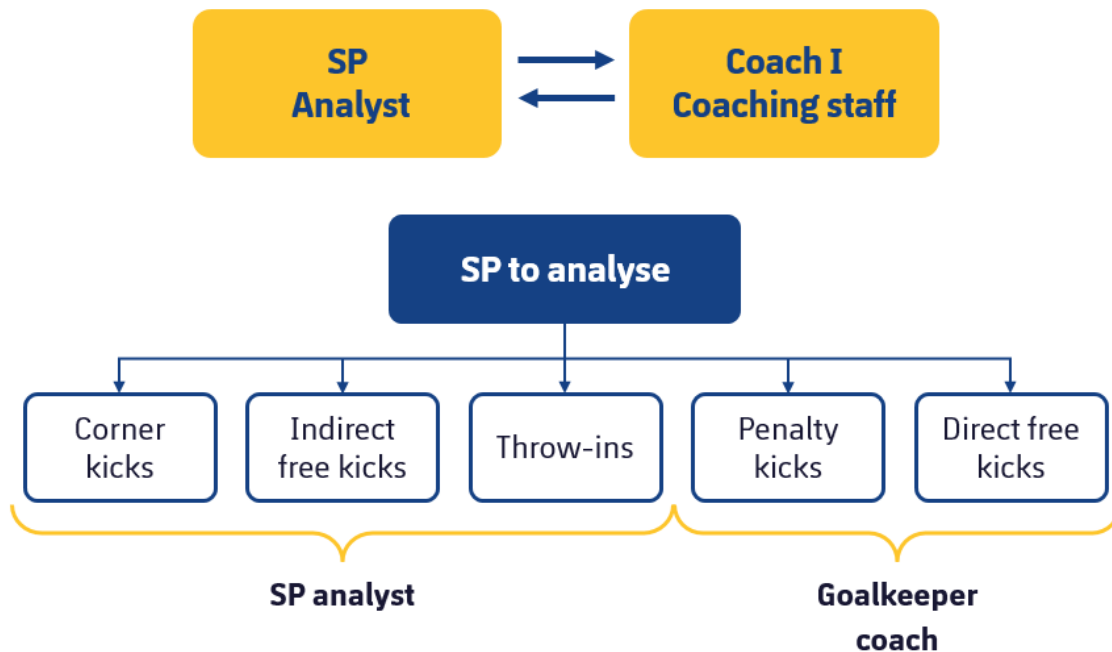 SP
Analyst
Coach I
Coaching staff
SP to analyse
Corner
kicks
Indirect
free kicks
Throw-ins
Penalty
kicks
Direct free
kicks
SP analyst
Goalkeeper
coach